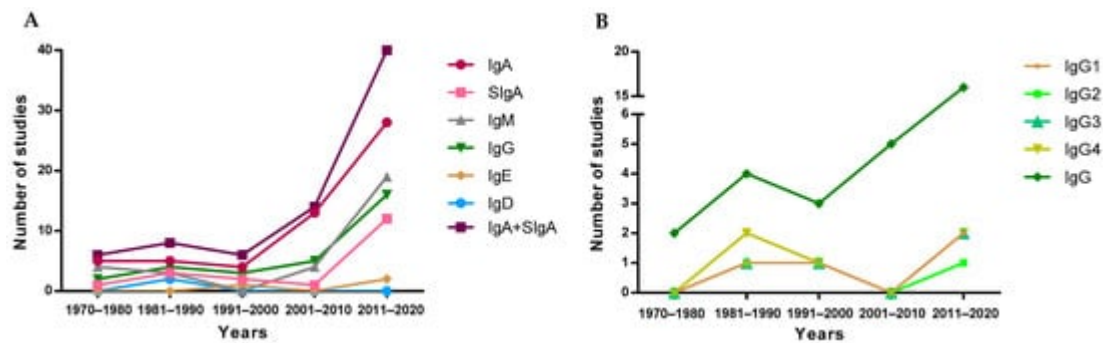 A
Number of studies
40
30
20
10
0
1970–1980 1981–1990 1991–2000 2001–2010 2011–2020
Years
IgA
SIgA
IgM
IgG
IgE
IgD
IgA+SIgA
B
Number of studies
20
15
6
5
4
3
2
1
0
1970–1980 1981–1990 1991–2000 2001–2010 2011–2020
Years
IgG1
IgG2
IgG3
IgG4
IgG